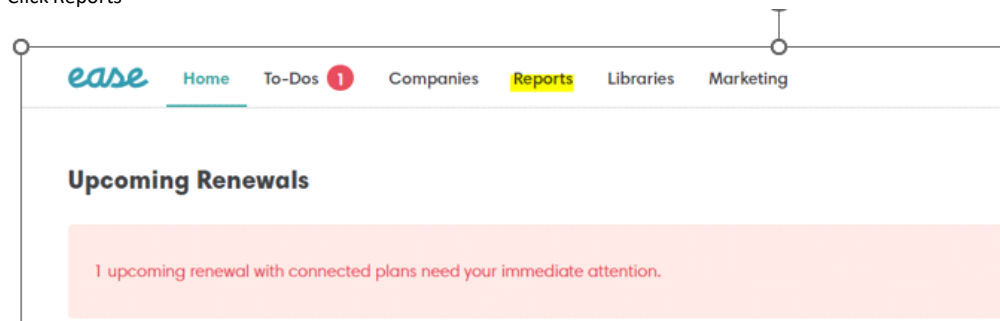 Click Reports
ease Home To-Dos 1 Companies Reports Libraries Marketing
Upcoming Renewals
1 upcoming renewal with connected plans need your immediate attention.